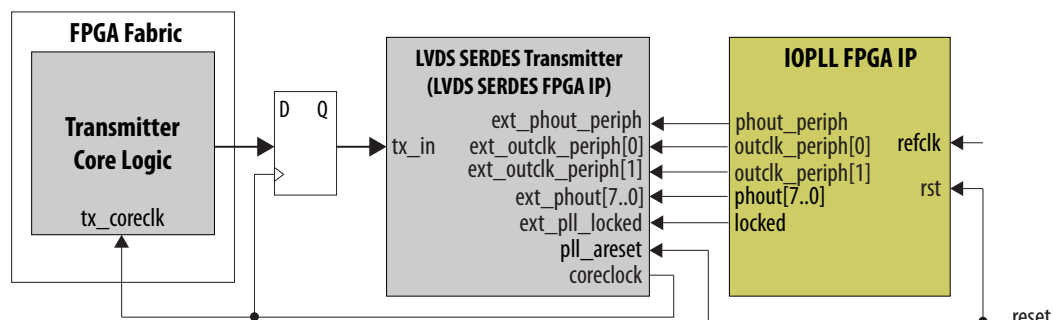 FPGA Fabric
Transmitter
Core Logic
tx_coreclk
D Q
LVDS SERDES Transmitter
(LVDS SERDES FPGA IP)
tx_in
ext_phout_periph
ext_outclk_periph[0]
ext_outclk_periph[1]
ext_phout[7..0]
ext_pll_locked
pll_areset
coreclock
IOPLL FPGA IP
phout_periph
outclk_periph[0]
outclk_periph[1]
phout[7..0]
locked
refclk
rst
reset